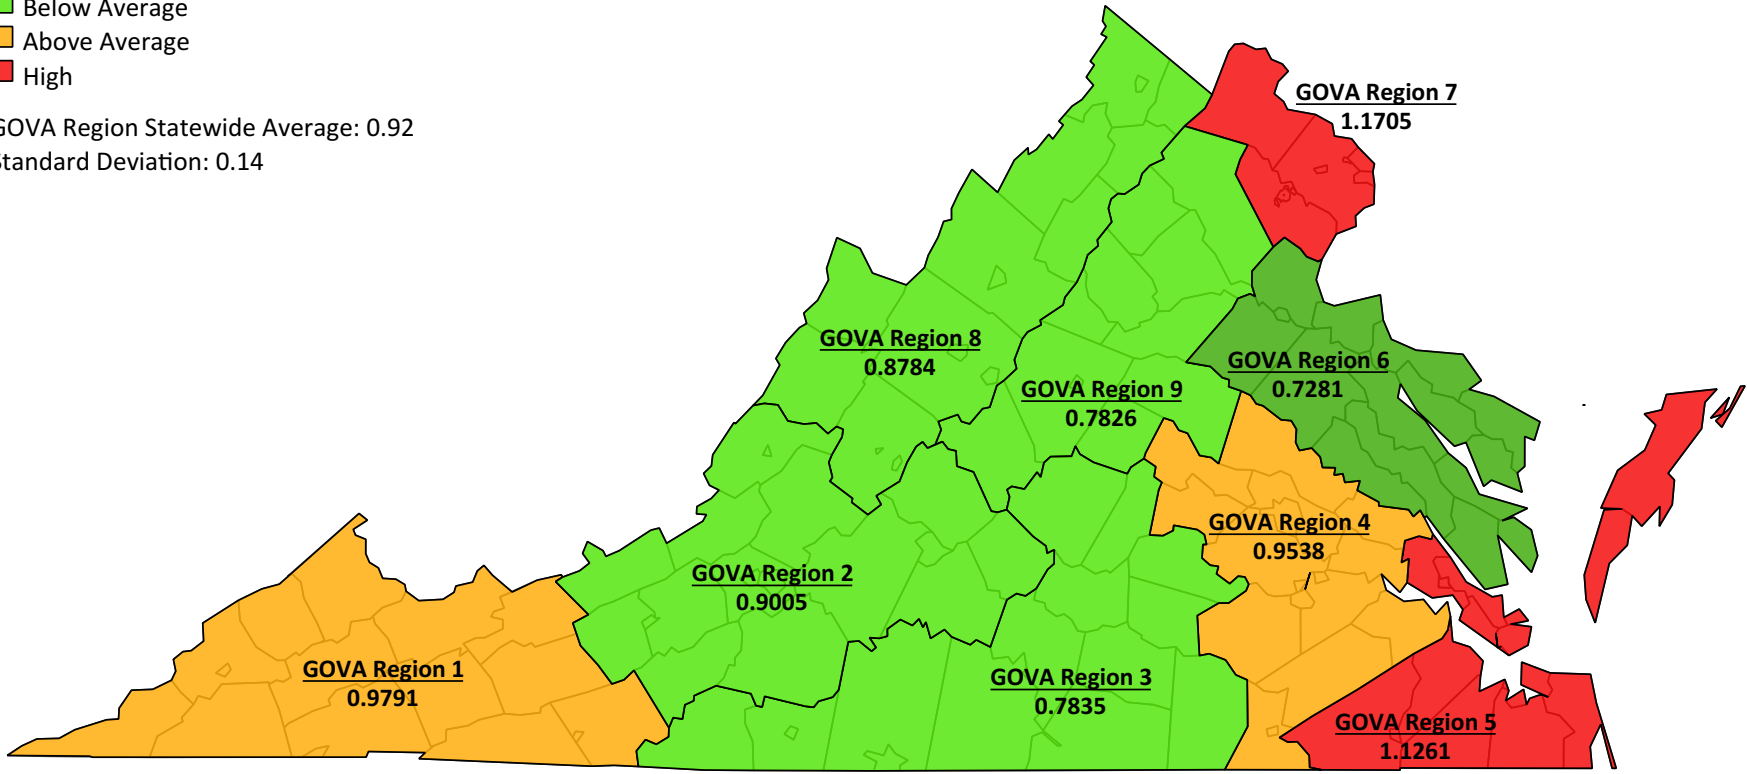 Below Average
Above Average
High
GOVA Region Statewide Average: 0.92
Standard Deviation: 0.14
GOVA Region 7
1.1705
GOVA Region 8
0.8784
GOVA Region 6
0.7281
GOVA Region 9
0.7826
GOVA Region 4
0.9538
GOVA Region 2
0.9005
GOVA Region 1
0.9791
GOVA Region 3
0.7835
GOVA Region 5
1.1261